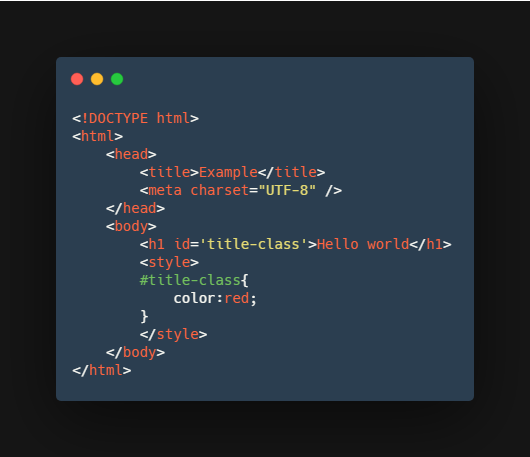 <!DOCTYPE html>
<html>
    <head>
        <title>Example</title>
        <meta charset="UTF-8" />
    </head>
    <body>
        <h1 id='title-class'>Hello world</h1>
        <style>
        #title-class{
            color:red;
        }
        </style>
    </body>
</html>